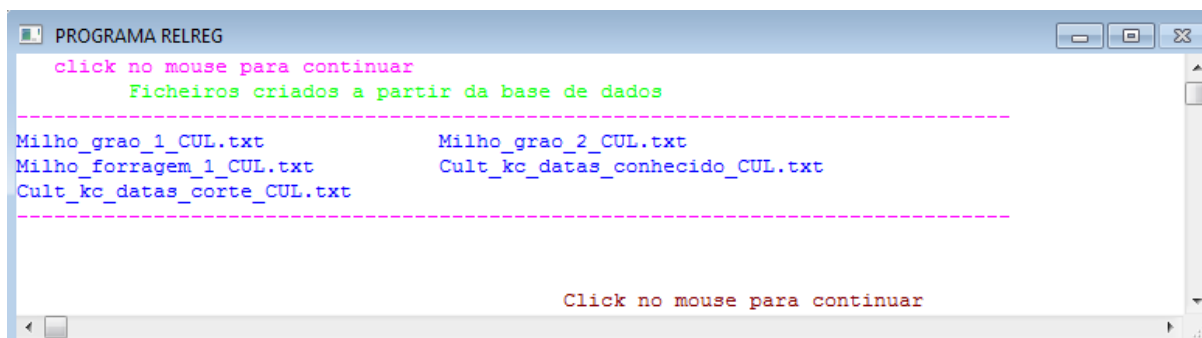 PROGRAMA RELREG
click no mouse para continuar
Ficheiros criados a partir da base de dados
--------------------------------------------------------------------------------
Milho_grao_1_CUL.txt Milho_grao_2_CUL.txt
Milho_forragem_1_CUL.txt Cult_kc_datas_conhecido_CUL.txt
Cult_kc_datas_corte_CUL.txt
--------------------------------------------------------------------------------
Click no mouse para continuar